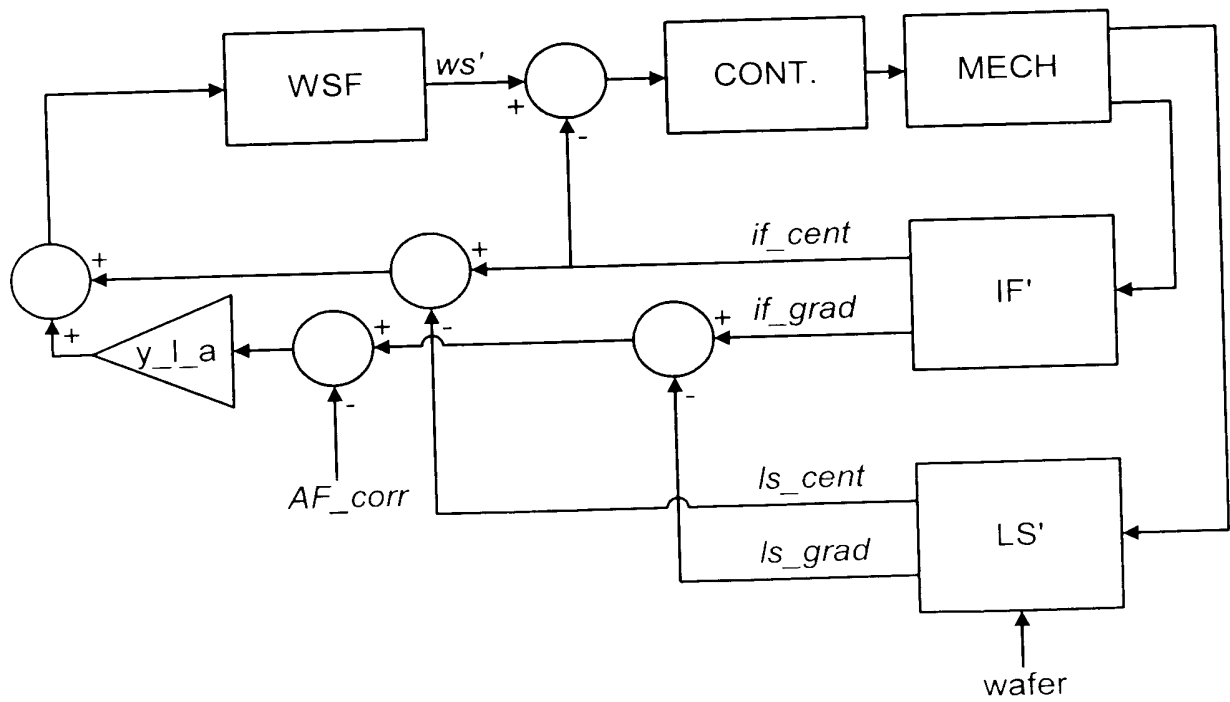 WSF
ws'
+
-
CONT.
MECH
if_cent
+
+
IF'
if_grad
+
+
-
+
y_l_a
-
-
AF_corr
ls_cent
LS'
ls_grad
wafer